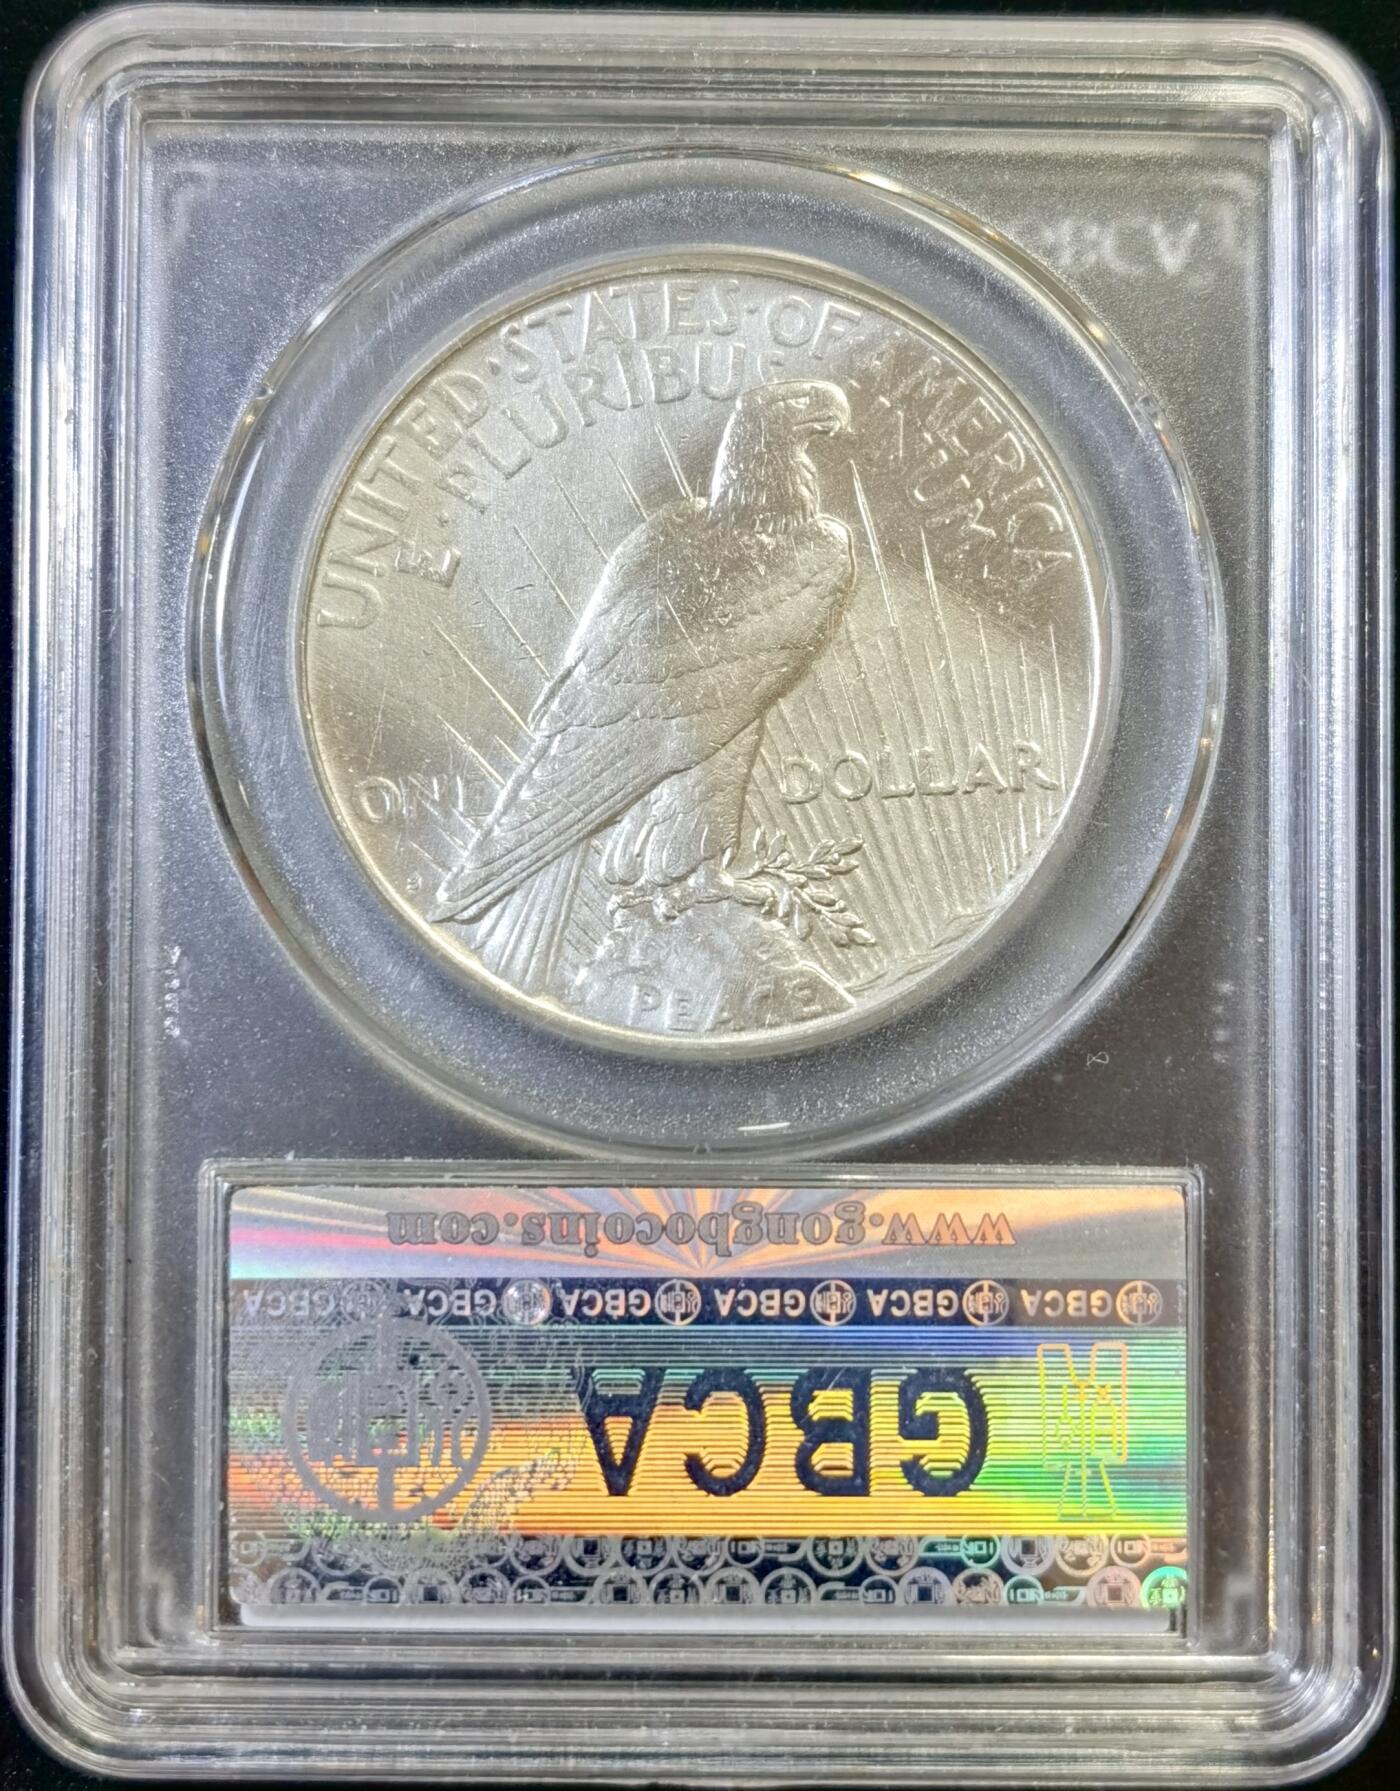 UNITED·STATES·OF AMERICA
E·PLURIBUS UNUM
ONE DOLLAR
S
PEACE
GBCA
GBCA GBCA GBCA GBCA GBCA GBCA
www.gongbocoins.com